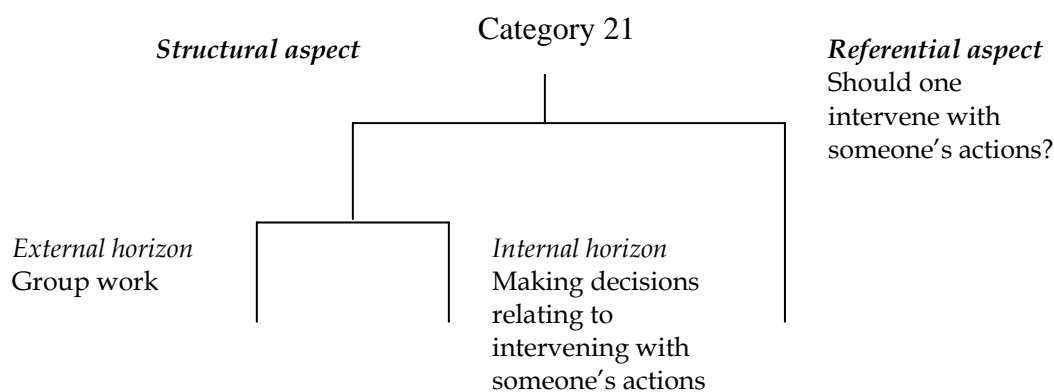 Category 21
Structural aspect
Referential aspect
Should one
intervene with
someone's actions?
External horizon
Group work
Internal horizon
Making decisions
relating to
intervening with
someone's actions